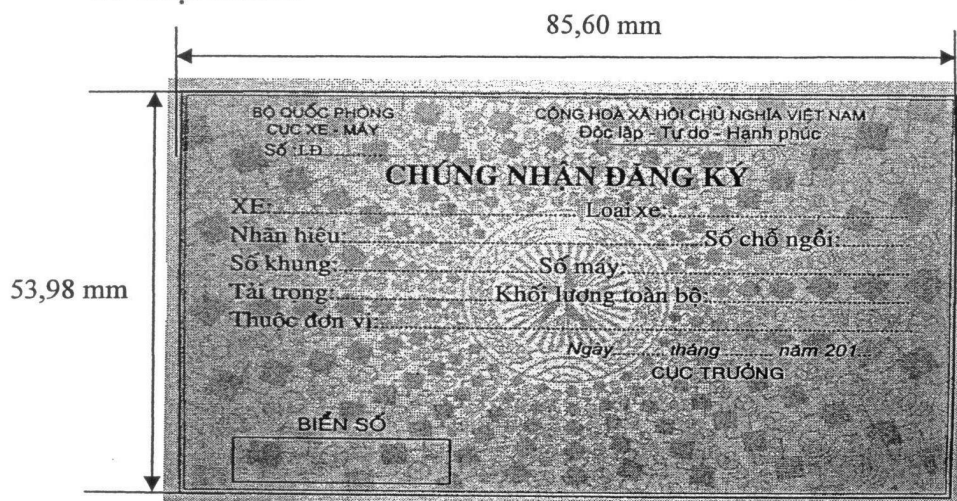 85,60 mm
53,98 mm
BỘ QUỐC PHÒNG
CỤC XE - MÁY
Số :LĐ..............
CỘNG HOÀ XÃ HỘI CHỦ NGHĨA VIỆT NAM
Độc lập - Tự do - Hạnh phúc
CHỨNG NHẬN ĐĂNG KÝ
XE:........................................ Loại xe:........................................
Nhãn hiệu:........................................Số chỗ ngồi:...........
Số khung:..............................Số máy:........................................
Tải trọng:.........................Khối lượng toàn bộ:..............................
Thuộc đơn vị:................................................................................
Ngày......... tháng......... năm 201...
CỤC TRƯỞNG
BIỂN SỐ